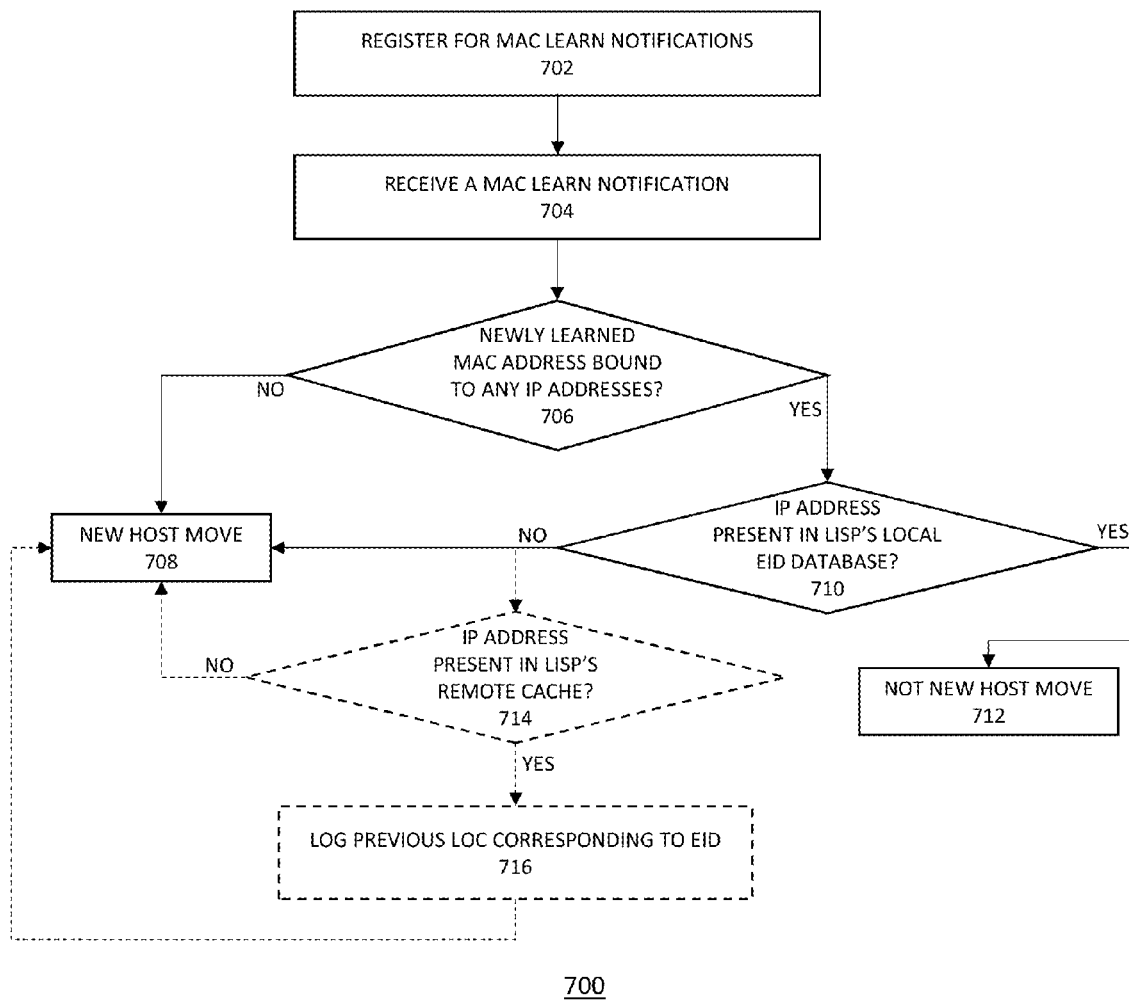 REGISTER FOR MAC LEARN NOTIFICATIONS
702
RECEIVE A MAC LEARN NOTIFICATION
704
NEWLY LEARNED
MAC ADDRESS BOUND
TO ANY IP ADDRESSES?
706
NO
YES
NEW HOST MOVE
708
NO
IP ADDRESS
PRESENT IN LISP'S LOCAL
EID DATABASE?
710
YES
IP ADDRESS
PRESENT IN LISP'S
REMOTE CACHE?
714
NO
YES
NOT NEW HOST MOVE
712
LOG PREVIOUS LOC CORRESPONDING TO EID
716
700